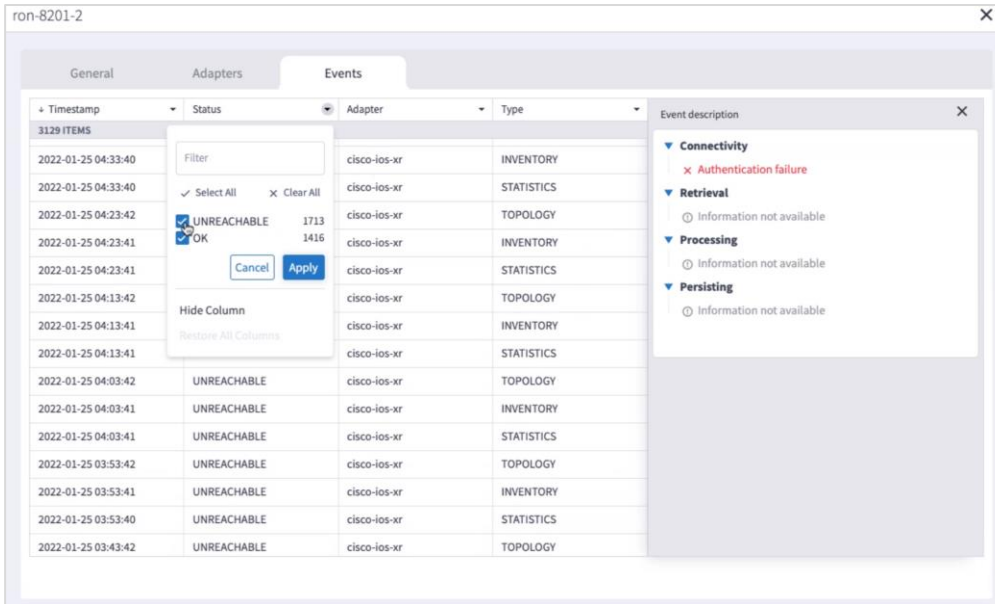 ron-8201-2
General Adapters Events
Timestamp Status Adapter Type
3129 ITEMS
2022-01-25 04:33:40 cisco-ios-xr INVENTORY
2022-01-25 04:33:40 cisco-ios-xr STATISTICS
2022-01-25 04:23:42 cisco-ios-xr TOPOLOGY
2022-01-25 04:23:41 cisco-ios-xr INVENTORY
2022-01-25 04:23:41 cisco-ios-xr STATISTICS
2022-01-25 04:13:42 cisco-ios-xr TOPOLOGY
2022-01-25 04:13:41 cisco-ios-xr INVENTORY
2022-01-25 04:13:41 cisco-ios-xr STATISTICS
2022-01-25 04:03:42 UNREACHABLE cisco-ios-xr TOPOLOGY
2022-01-25 04:03:41 UNREACHABLE cisco-ios-xr INVENTORY
2022-01-25 04:03:41 UNREACHABLE cisco-ios-xr STATISTICS
2022-01-25 03:53:42 UNREACHABLE cisco-ios-xr TOPOLOGY
2022-01-25 03:53:41 UNREACHABLE cisco-ios-xr INVENTORY
2022-01-25 03:53:40 UNREACHABLE cisco-ios-xr STATISTICS
2022-01-25 03:43:42 UNREACHABLE cisco-ios-xr TOPOLOGY
Filter
Select All Clear All
UNREACHABLE 1713
OK 1416
Cancel Apply
Hide Column
Restore All Columns
Event description
Connectivity
Authentication failure
Retrieval
Information not available
Processing
Information not available
Persisting
Information not available